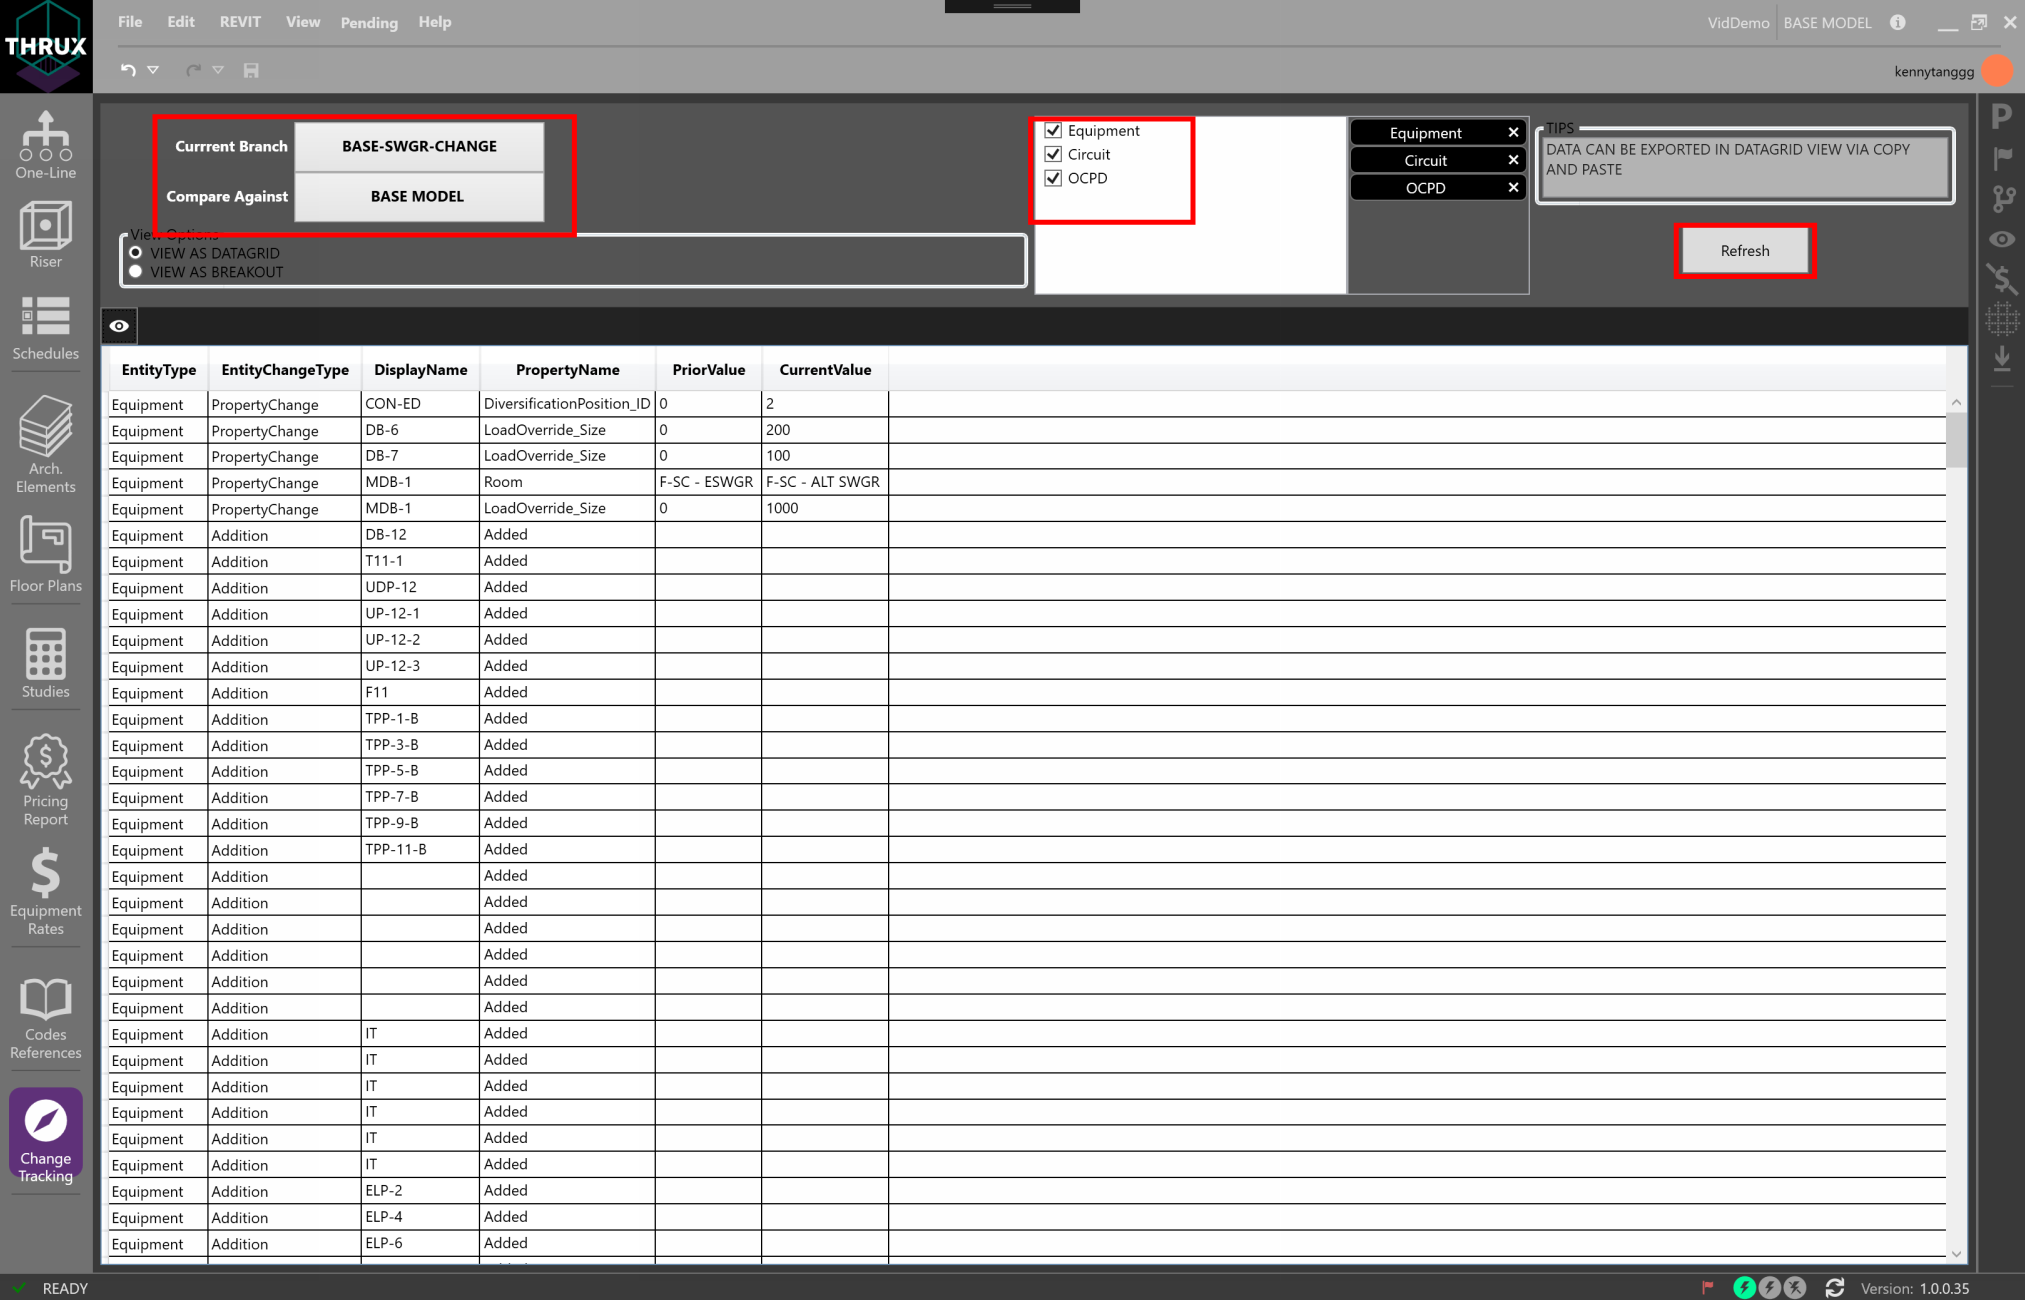 THRUX
File Edit REVIT View Pending Help
VidDemo BASE MODEL
kennytanggg
One-Line
Riser
Schedules
Arch.
Elements
Floor Plans
Studies
Pricing
Report
Equipment
Rates
Codes
References
Change
Tracking
Currrent Branch BASE-SWGR-CHANGE
Compare Against BASE MODEL
View Options
VIEW AS DATAGRID
VIEW AS BREAKOUT
Equipment
Circuit
OCPD
Equipment
Circuit
OCPD
TIPS
DATA CAN BE EXPORTED IN DATAGRID VIEW VIA COPY
AND PASTE
Refresh
EntityType EntityChangeType DisplayName PropertyName PriorValue CurrentValue
Equipment PropertyChange CON-ED DiversificationPosition_ID 0 2
Equipment PropertyChange DB-6 LoadOverride_Size 0 200
Equipment PropertyChange DB-7 LoadOverride_Size 0 100
Equipment PropertyChange MDB-1 Room F-SC - ESWGR F-SC - ALT SWGR
Equipment PropertyChange MDB-1 LoadOverride_Size 0 1000
Equipment Addition DB-12 Added
Equipment Addition T11-1 Added
Equipment Addition UDP-12 Added
Equipment Addition UP-12-1 Added
Equipment Addition UP-12-2 Added
Equipment Addition UP-12-3 Added
Equipment Addition F11 Added
Equipment Addition TPP-1-B Added
Equipment Addition TPP-3-B Added
Equipment Addition TPP-5-B Added
Equipment Addition TPP-7-B Added
Equipment Addition TPP-9-B Added
Equipment Addition TPP-11-B Added
Equipment Addition Added
Equipment Addition Added
Equipment Addition Added
Equipment Addition Added
Equipment Addition Added
Equipment Addition Added
Equipment Addition IT Added
Equipment Addition IT Added
Equipment Addition IT Added
Equipment Addition IT Added
Equipment Addition IT Added
Equipment Addition IT Added
Equipment Addition ELP-2 Added
Equipment Addition ELP-4 Added
Equipment Addition ELP-6 Added
READY
Version: 1.0.0.35